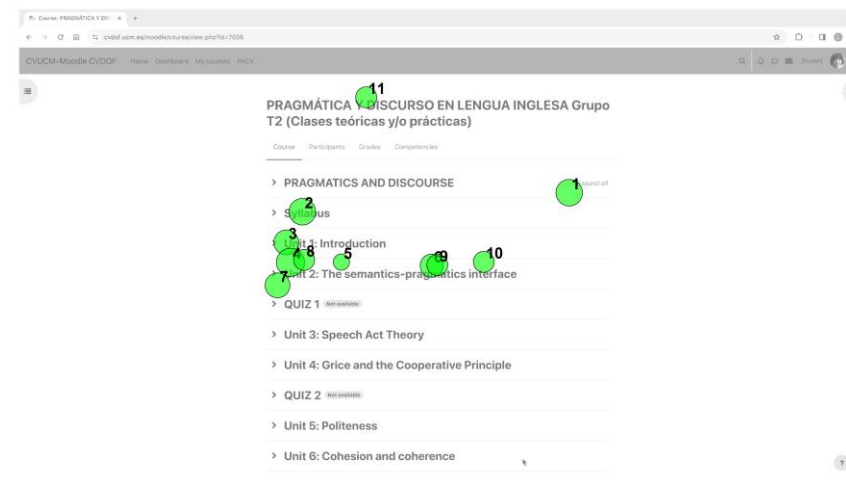 Course: PRAGMÁTICA Y DIS
cvdof.ucm.es/moodle/course/view.php?id=7056
CVUCM-Moodle CVDOF Home Dashboard My courses PACV
11
PRAGMÁTICA Y DISCURSO EN LENGUA INGLESA Grupo
T2 (Clases teóricas y/o prácticas)
Course Participants Grades Competencies
PRAGMATICS AND DISCOURSE 1 all
2
Syllabus
3
Unit 1: Introduction
4 8 5 9 10
Unit 2: The semantics-pragmatics interface
7
QUIZ 1 Not available
Unit 3: Speech Act Theory
Unit 4: Grice and the Cooperative Principle
QUIZ 2 Not available
Unit 5: Politeness
Unit 6: Cohesion and coherence
?